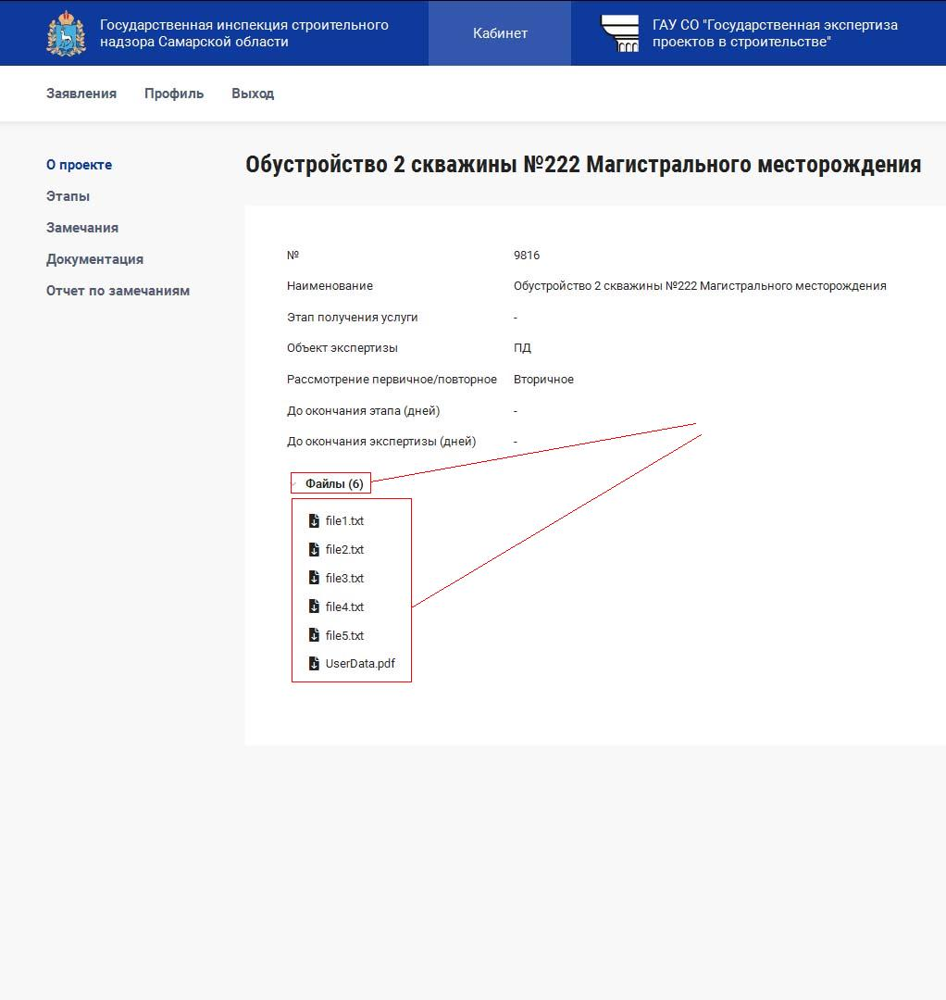 Государственная инспекция строительного
надзора Самарской области
Кабинет
ГАУ СО "Государственная экспертиза
проектов в строительстве"
Заявления Профиль Выход
О проекте
Этапы
Замечания
Документация
Отчет по замечаниям
Обустройство 2 скважины №222 Магистрального месторождения
№ 9816
Наименование Обустройство 2 скважины №222 Магистрального месторождения
Этап получения услуги -
Объект экспертизы ПД
Рассмотрение первичное/повторное Вторичное
До окончания этапа (дней) -
До окончания экспертизы (дней) -
Файлы (6)
file1.txt
file2.txt
file3.txt
file4.txt
file5.txt
UserData.pdf